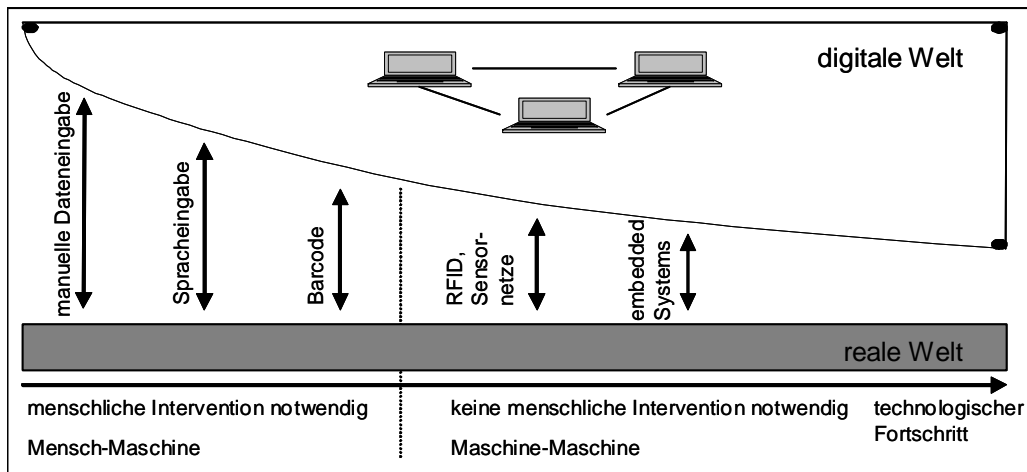 digitale Welt
manuelle Dateneingabe
Spracheingabe
Barcode
RFID,
Sensor-
netze
embedded
Systems
reale Welt
menschliche Intervention notwendig
keine menschliche Intervention notwendig
technologischer
Fortschritt
Mensch-Maschine
Maschine-Maschine